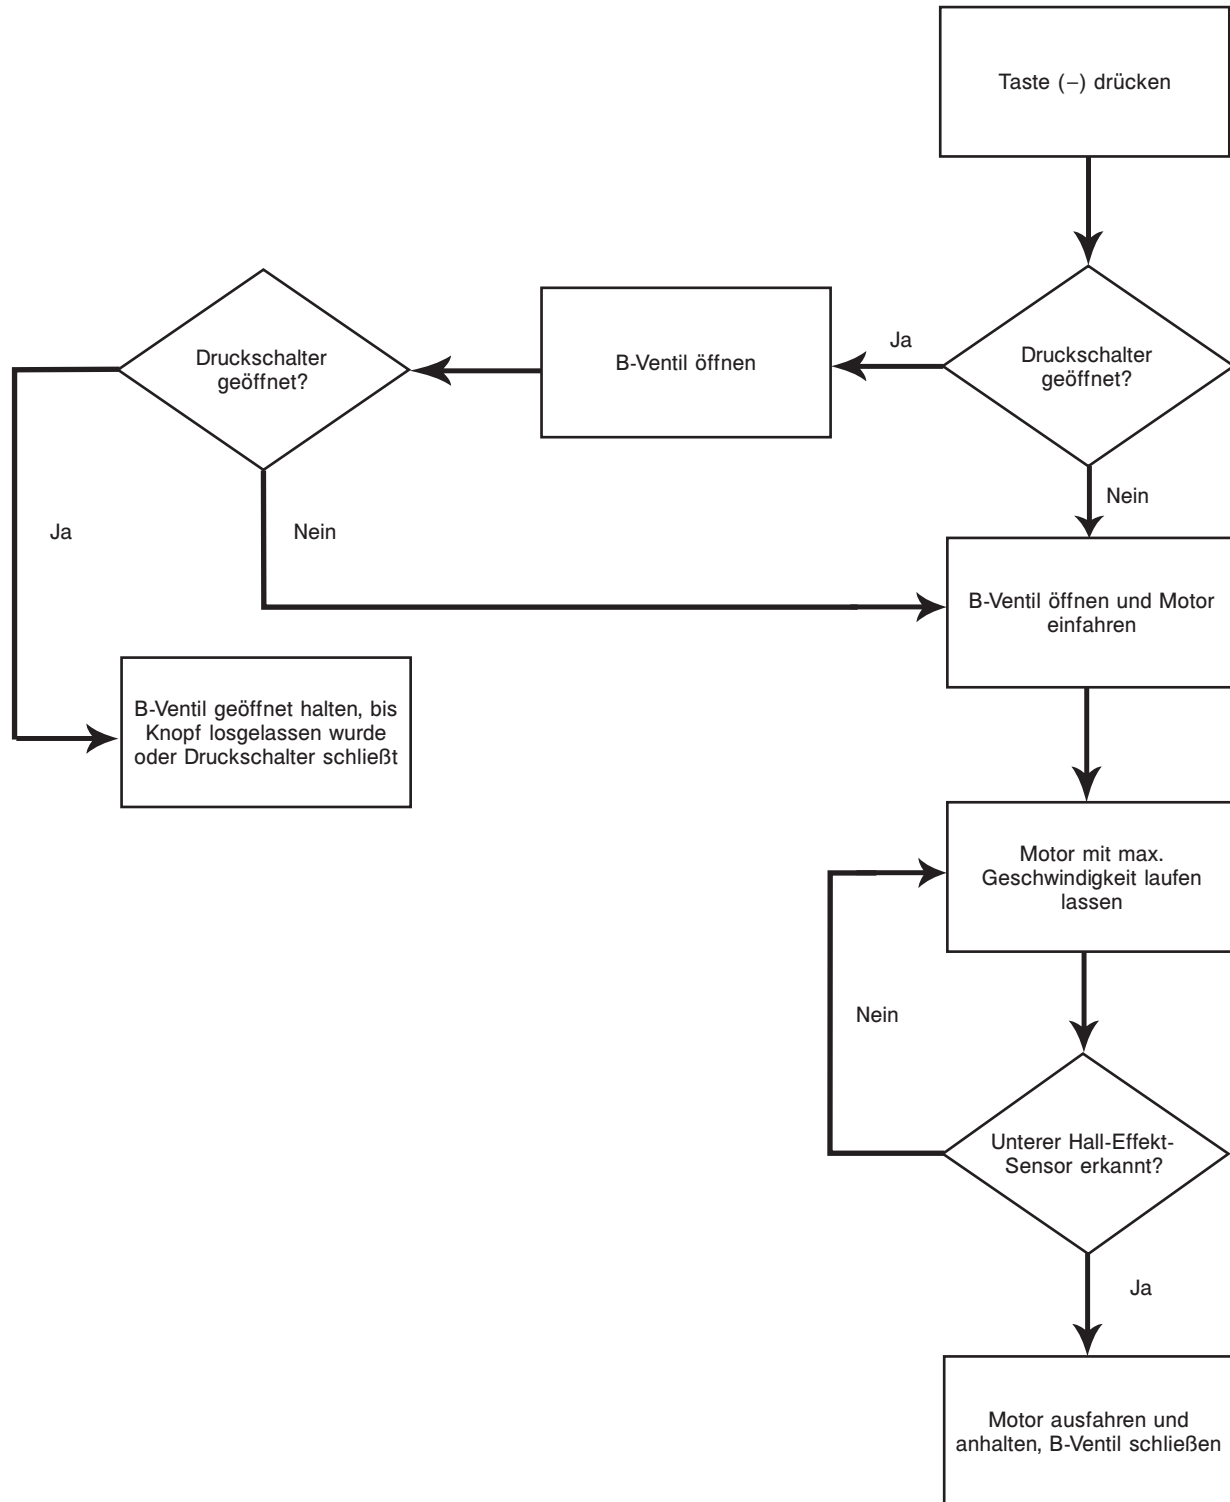 Taste (–) drücken
Druckschalter
geöffnet?
Ja
B-Ventil öffnen
Druckschalter
geöffnet?
Nein
Ja
Nein
B-Ventil öffnen und Motor
einfahren
B-Ventil geöffnet halten, bis
Knopf losgelassen wurde
oder Druckschalter schließt
Motor mit max.
Geschwindigkeit laufen
lassen
Nein
Unterer Hall-Effekt-
Sensor erkannt?
Ja
Motor ausfahren und
anhalten, B-Ventil schließen